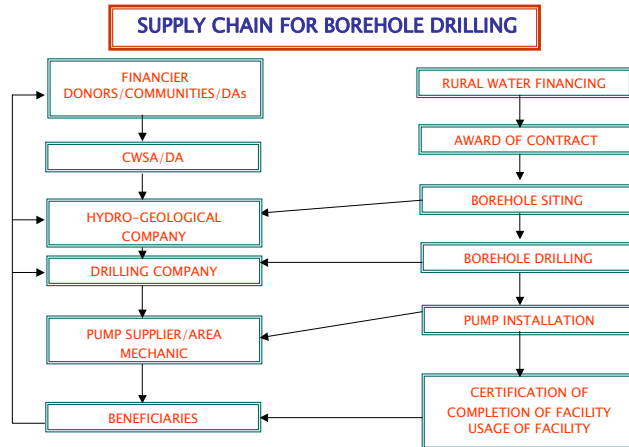 SUPPLY CHAIN FOR BOREHOLE DRILLING
FINANCIER
DONORS/COMMUNITIES/DAs
CWSA/DA
HYDRO-GEOLOGICAL
COMPANY
DRILLING COMPANY
PUMP SUPPLIER/AREA
MECHANIC
BENEFICIARIES
RURAL WATER FINANCING
AWARD OF CONTRACT
BOREHOLE SITING
BOREHOLE DRILLING
PUMP INSTALLATION
CERTIFICATION OF
COMPLETION OF FACILITY
USAGE OF FACILITY